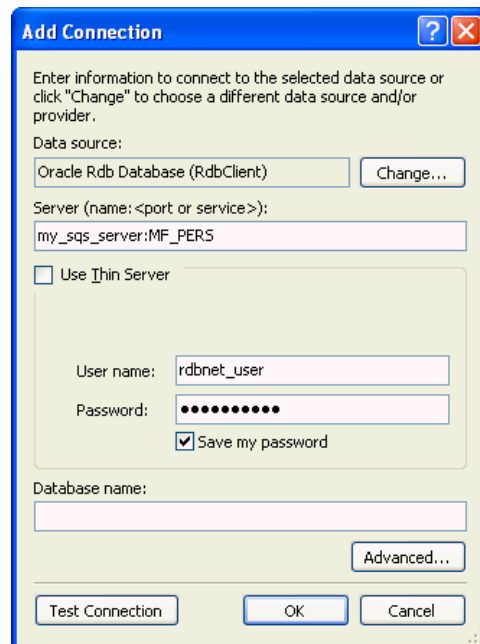 Add Connection
Enter information to connect to the selected data source or
click "Change" to choose a different data source and/or
provider.
Data source:
Oracle Rdb Database (RdbClient)
Change...
Server (name:<port or service>):
my_sqs_server:MF_PERS
Use Thin Server
User name:
rdbnet_user
Password:
●●●●●●●●●●
Save my password
Database name:
Advanced...
Test Connection
OK
Cancel